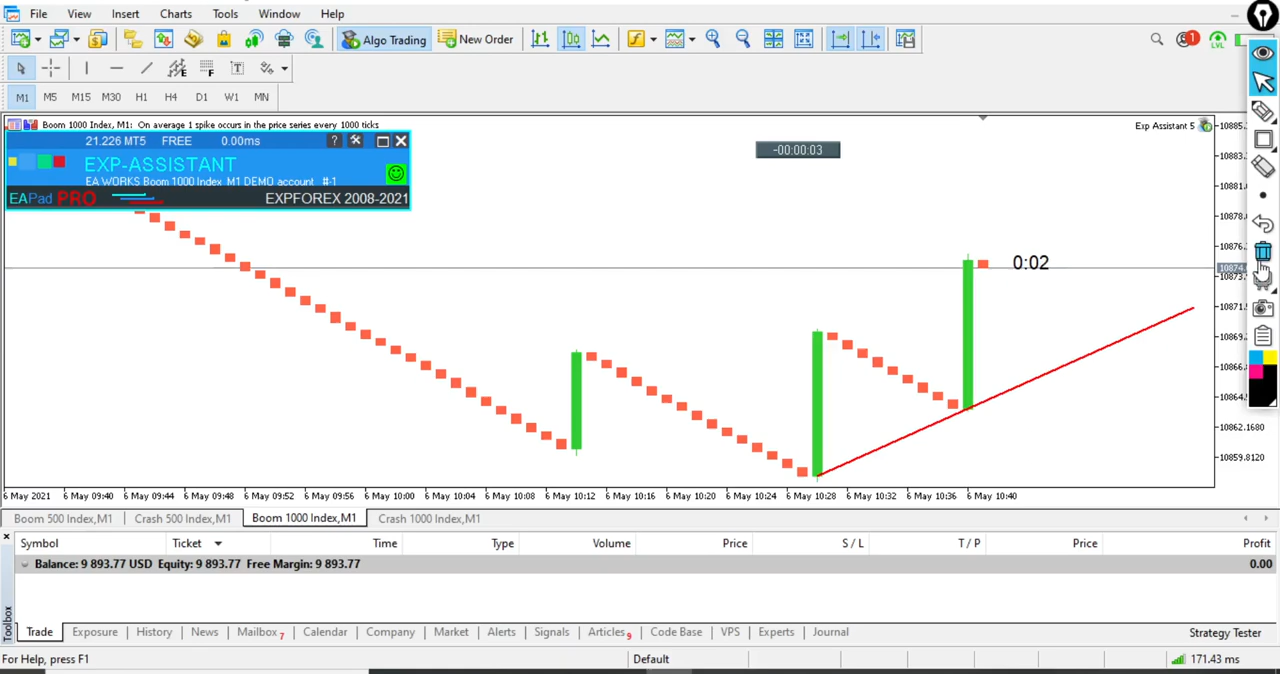 File View Insert Charts Tools Window Help
Algo Trading New Order
1
LVL
E F T
M1 M5 M15 M30 H1 H4 D1 W1 MN
Boom 1000 Index, M1: On average 1 spike occurs in the price series every 1000 ticks
Exp Assistant 5
21.226 MT5 FREE 0.00ms ?
EXP-ASSISTANT
EA WORKS Boom 1000 Index M1 DEMO account #-1
EAPad PRO EXPFOREX 2008-2021
-00:00:03
0:02
10885.
10883.
10881.
10878.
10876.
10874.
10873.
10871.
10869.
10866.
10864.
10862.1680
10859.8120
6 May 2021 6 May 09:40 6 May 09:44 6 May 09:48 6 May 09:52 6 May 09:56 6 May 10:00 6 May 10:04 6 May 10:08 6 May 10:12 6 May 10:16 6 May 10:20 6 May 10:24 6 May 10:28 6 May 10:32 6 May 10:36 6 May 10:40
Boom 500 Index,M1 Crash 500 Index,M1 Boom 1000 Index,M1 Crash 1000 Index,M1
Symbol Ticket Time Type Volume Price S / L T / P Price Profit
Balance: 9 893.77 USD Equity: 9 893.77 Free Margin: 9 893.77 0.00
Toolbox
Trade Exposure History News Mailbox 7 Calendar Company Market Alerts Signals Articles 9 Code Base VPS Experts Journal Strategy Tester
For Help, press F1 Default 171.43 ms